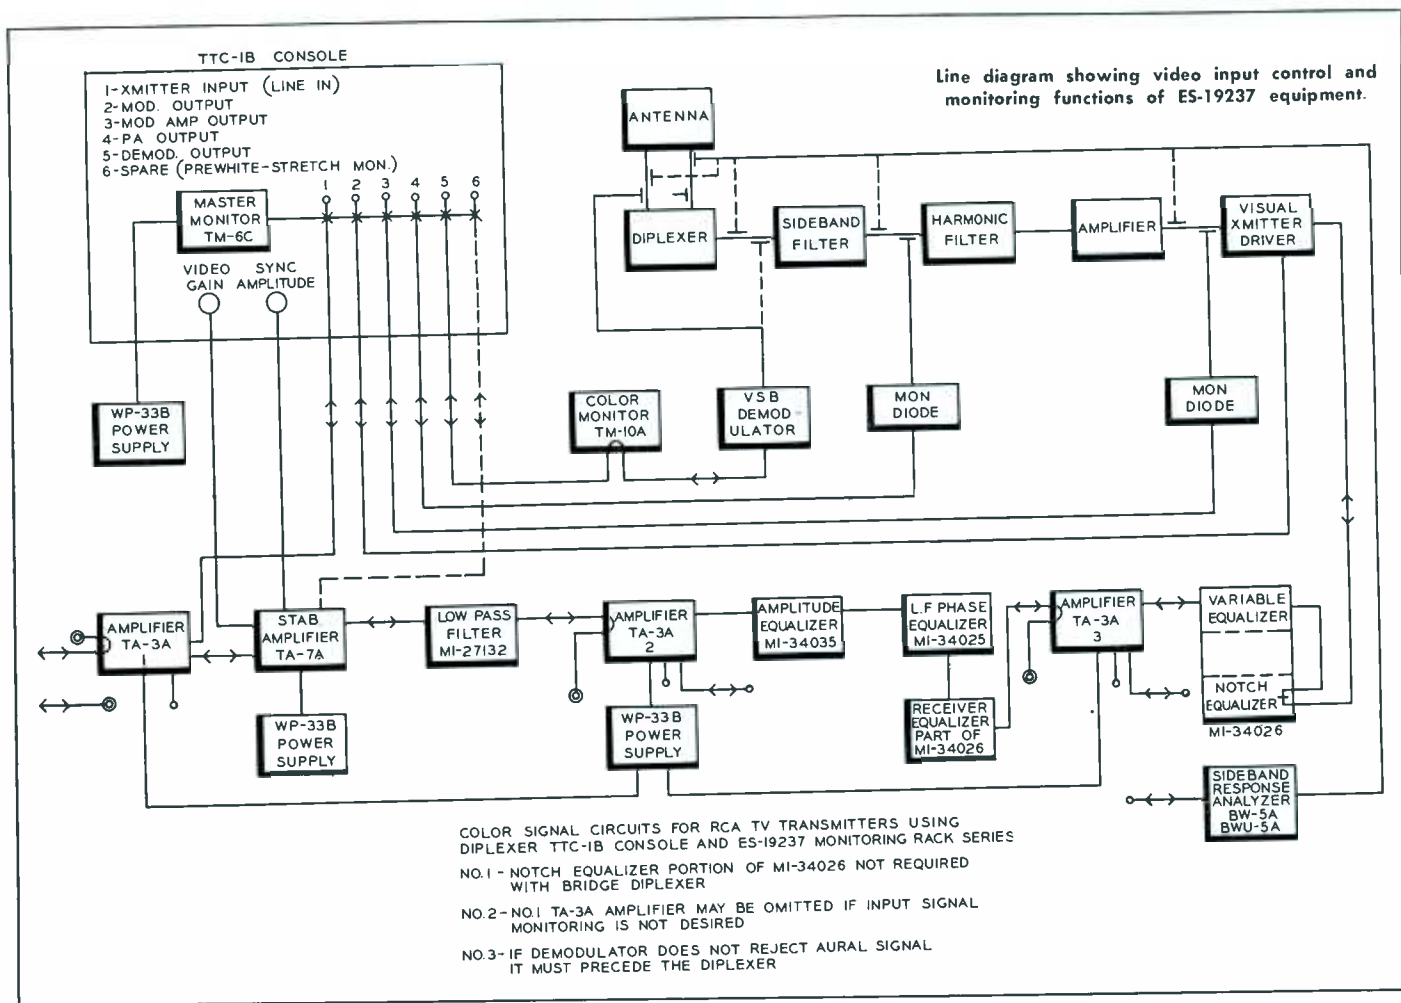 TTC-1B CONSOLE
1-XMITTER INPUT (LINE IN)
2-MOD. OUTPUT
3-MOD AMP OUTPUT
4-PA OUTPUT
5-DEMOD. OUTPUT
6-SPARE (PREWHITE-STRETCH MON.)
1 2 3 4 5 6
MASTER
MONITOR
TM-6C
VIDEO
GAIN
SYNC
AMPLITUDE
Line diagram showing video input control and
monitoring functions of ES-19237 equipment.
ANTENNA
DIPLEXER
SIDEBAND
FILTER
HARMONIC
FILTER
AMPLIFIER
VISUAL
XMITTER
DRIVER
WP-33B
POWER
SUPPLY
COLOR
MONITOR
TM-10A
VSB
DEMOD-
ULATOR
MON
DIODE
MON
DIODE
AMPLIFIER
TA-3A
1
STAB
AMPLIFIER
TA-7A
LOW PASS
FILTER
MI-27132
AMPLIFIER
TA-3A
2
AMPLITUDE
EQUALIZER
MI-34035
L.F PHASE
EQUALIZER
MI-34025
AMPLIFIER
TA-3A
3
VARIABLE
EQUALIZER
NOTCH
EQUALIZER
MI-34026
WP-33B
POWER
SUPPLY
WP-33B
POWER
SUPPLY
RECEIVER
EQUALIZER
PART OF
MI-34026
SIDEBAND
RESPONSE
ANALYZER
BW-5A
BWU-5A
COLOR SIGNAL CIRCUITS FOR RCA TV TRANSMITTERS USING
DIPLEXER TTC-1B CONSOLE AND ES-19237 MONITORING RACK SERIES
NO.1 - NOTCH EQUALIZER PORTION OF MI-34026 NOT REQUIRED
WITH BRIDGE DIPLEXER
NO.2-NO.1 TA-3A AMPLIFIER MAY BE OMITTED IF INPUT SIGNAL
MONITORING IS NOT DESIRED
NO.3-IF DEMODULATOR DOES NOT REJECT AURAL SIGNAL
IT MUST PRECEDE THE DIPLEXER